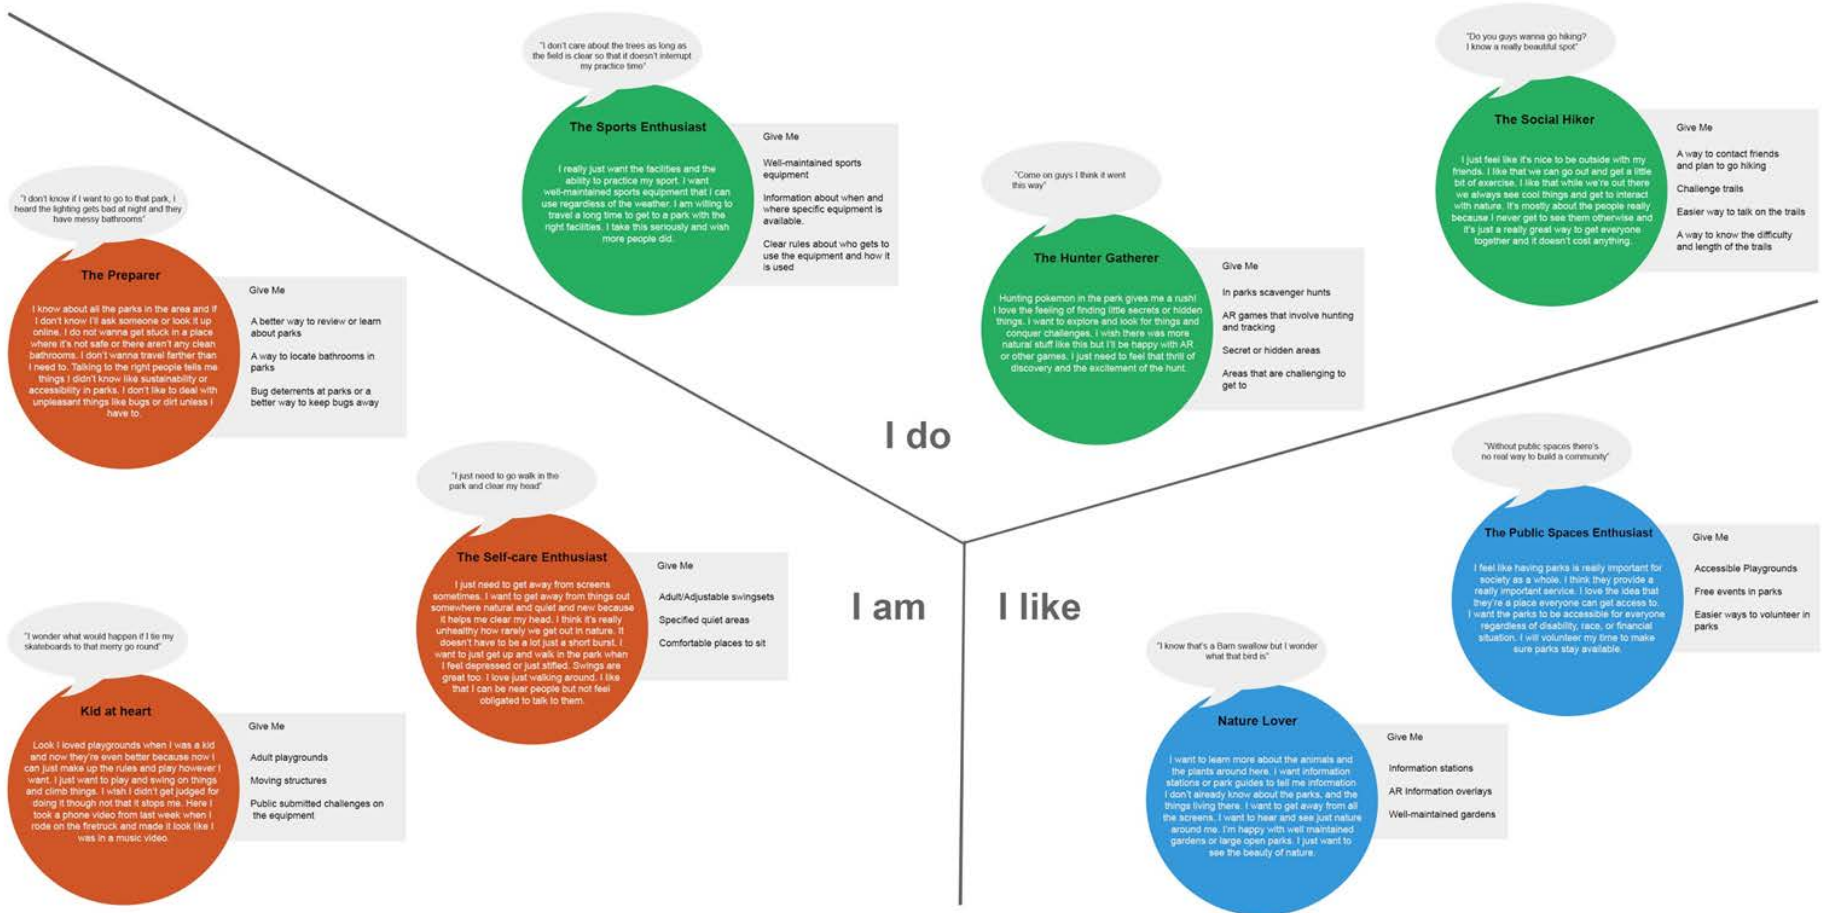 "I don't know if I want to go to that park, I
heard the lighting gets bad at night and they
have messy bathrooms"
The Preparer
I know about all the parks in the area and if
I don't know I'll ask someone or look it up
online. I do not wanna get stuck in a place
where it's not safe or there aren't any clean
bathrooms. I don't wanna travel farther than
I need to. Talking to the right people tells me
things I didn't know like sustainability or
accessibility in parks. I don't like to deal with
unpleasant things like bugs or dirt unless I
have to.
Give Me
A better way to review or learn
about parks
A way to locate bathrooms in
parks
Bug deterrents at parks or a
better way to keep bugs away
"I don't care about the trees as long as
the field is clear so that it doesn't interrupt
my practice time"
The Sports Enthusiast
I really just want the facilities and the
ability to practice my sport. I want
well-maintained sports equipment that I can
use regardless of the weather. I am willing to
travel a long time to get to a park with the
right facilities. I take this seriously and wish
more people did.
Give Me
Well-maintained sports
equipment
Information about when and
where specific equipment is
available.
Clear rules about who gets to
use the equipment and how it
is used
"Come on guys I think it went
this way"
The Hunter Gatherer
Hunting pokemon in the park gives me a rush!
I love the feeling of finding little secrets or hidden
things. I want to explore and look for things and
conquer challenges. I wish there was more
natural stuff like this but I'll be happy with AR
or other games. I just need to feel that thrill of
discovery and the excitement of the hunt.
Give Me
In parks scavenger hunts
AR games that involve hunting
and tracking
Secret or hidden areas
Areas that are challenging to
get to
"Do you guys wanna go hiking?
I know a really beautiful spot"
The Social Hiker
I just feel like it's nice to be outside with my
friends. I like that we can go out and get a little
bit of exercise, I like that while we're out there
we always see cool things and get to interact
with nature. It's mostly about the people really
because I never get to see them otherwise and
it's just a really great way to get everyone
together and it doesn't cost anything.
Give Me
A way to contact friends
and plan to go hiking
Challenge trails
Easier way to talk on the trails
A way to know the difficulty
and length of the trails
I do
I am
I like
"I just need to go walk in the
park and clear my head"
The Self-care Enthusiast
I just need to get away from screens
sometimes. I want to get away from things out
somewhere natural and quiet and new because
it helps me clear my head. I think it's really
unhealthy how rarely we get out in nature. It
doesn't have to be a lot just a short burst. I
want to just get up and walk in the park when
I feel depressed or just stifled. Swings are
great too. I love just walking around. I like
that I can be near people but not feel
obligated to talk to them.
Give Me
Adult/Adjustable swingsets
Specified quiet areas
Comfortable places to sit
"I wonder what would happen if I tie my
skateboards to that merry go round"
Kid at heart
Look I loved playgrounds when I was a kid
and now they're even better because now I
can just make up the rules and play however I
want. I just want to play and swing on things
and climb things. I wish I didn't get judged for
doing it though not that it stops me. Here I
took a phone video from last week when I
rode on the firetruck and made it look like I
was in a music video.
Give Me
Adult playgrounds
Moving structures
Public submitted challenges on
the equipment
"Without public spaces there's
no real way to build a community"
The Public Spaces Enthusiast
I feel like having parks is really important for
society as a whole. I think they provide a
really important service. I love the idea that
they're a place everyone can get access to.
I want the parks to be accessible for everyone
regardless of disability, race, or financial
situation. I will volunteer my time to make
sure parks stay available.
Give Me
Accessible Playgrounds
Free events in parks
Easier ways to volunteer in
parks
"I know that's a Barn swallow but I wonder
what that bird is"
Nature Lover
I want to learn more about the animals and
the plants around here. I want information
stations or park guides to tell me information
I don't already know about the parks, and the
things living there. I want to get away from all
the screens. I want to hear and see just nature
around me. I'm happy with well maintained
gardens or large open parks. I just want to
see the beauty of nature.
Give Me
Information stations
AR Information overlays
Well-maintained gardens